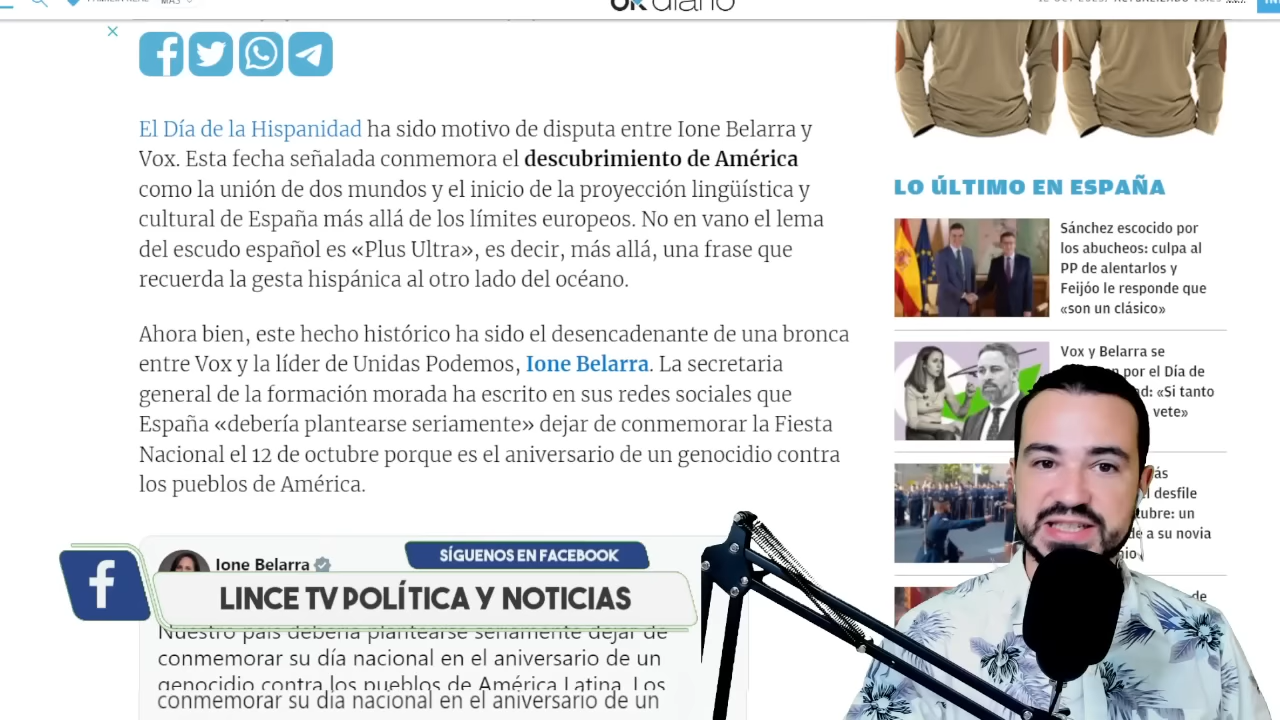 okdiario
El Día de la Hispanidad ha sido motivo de disputa entre Ione Belarra y
Vox. Esta fecha señalada conmemora el descubrimiento de América
como la unión de dos mundos y el inicio de la proyección lingüística y
cultural de España más allá de los límites europeos. No en vano el lema
del escudo español es «Plus Ultra», es decir, más allá, una frase que
recuerda la gesta hispánica al otro lado del océano.
Ahora bien, este hecho histórico ha sido el desencadenante de una bronca
entre Vox y la líder de Unidas Podemos, Ione Belarra. La secretaria
general de la formación morada ha escrito en sus redes sociales que
España «debería plantearse seriamente» dejar de conmemorar la Fiesta
Nacional el 12 de octubre porque es el aniversario de un genocidio contra
los pueblos de América.
Ione Belarra
SÍGUENOS EN FACEBOOK
f
LINCE TV POLÍTICA Y NOTICIAS
Nuestro país debería plantearse seriamente dejar de
conmemorar su día nacional en el aniversario de un
genocidio contra los pueblos de América Latina. Los
conmemorar su día nacional en el aniversario de un
LO ÚLTIMO EN ESPAÑA
Sánchez escocido por
los abucheos: culpa al
PP de alentarlos y
Feijóo le responde que
«son un clásico»
Vox y Belarra se
por el Día de
«Si tanto
vete»
desfile
un
a su novia
de